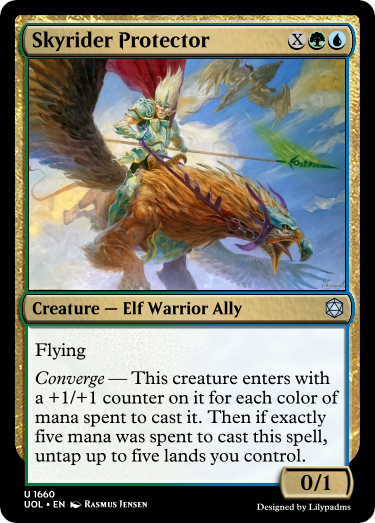 Skyrider Protector X
Creature — Elf Warrior Ally
Flying
Converge — This creature enters with
a +1/+1 counter on it for each color of
mana spent to cast it. Then if exactly
five mana was spent to cast this spell,
untap up to five lands you control.
0/1
U 1660
UOL • EN Rasmus Jensen
Designed by Lilypadms